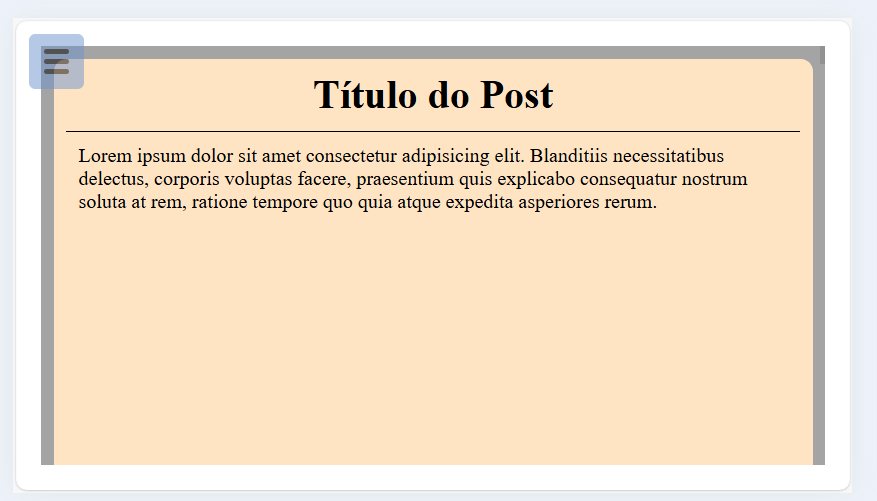 Título do Post
Lorem ipsum dolor sit amet consectetur adipisicing elit. Blanditiis necessitatibus
delectus, corporis voluptas facere, praesentium quis explicabo consequatur nostrum
soluta at rem, ratione tempore quo quia atque expedita asperiores rerum.